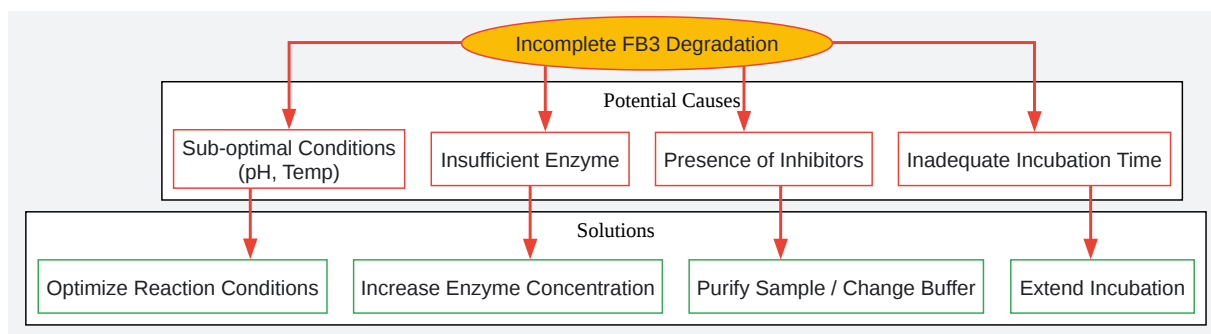 Incomplete FB3 Degradation
Potential Causes
Sub-optimal Conditions
(pH, Temp)
Insufficient Enzyme
Presence of Inhibitors
Inadequate Incubation Time
Solutions
Optimize Reaction Conditions
Increase Enzyme Concentration
Purify Sample / Change Buffer
Extend Incubation